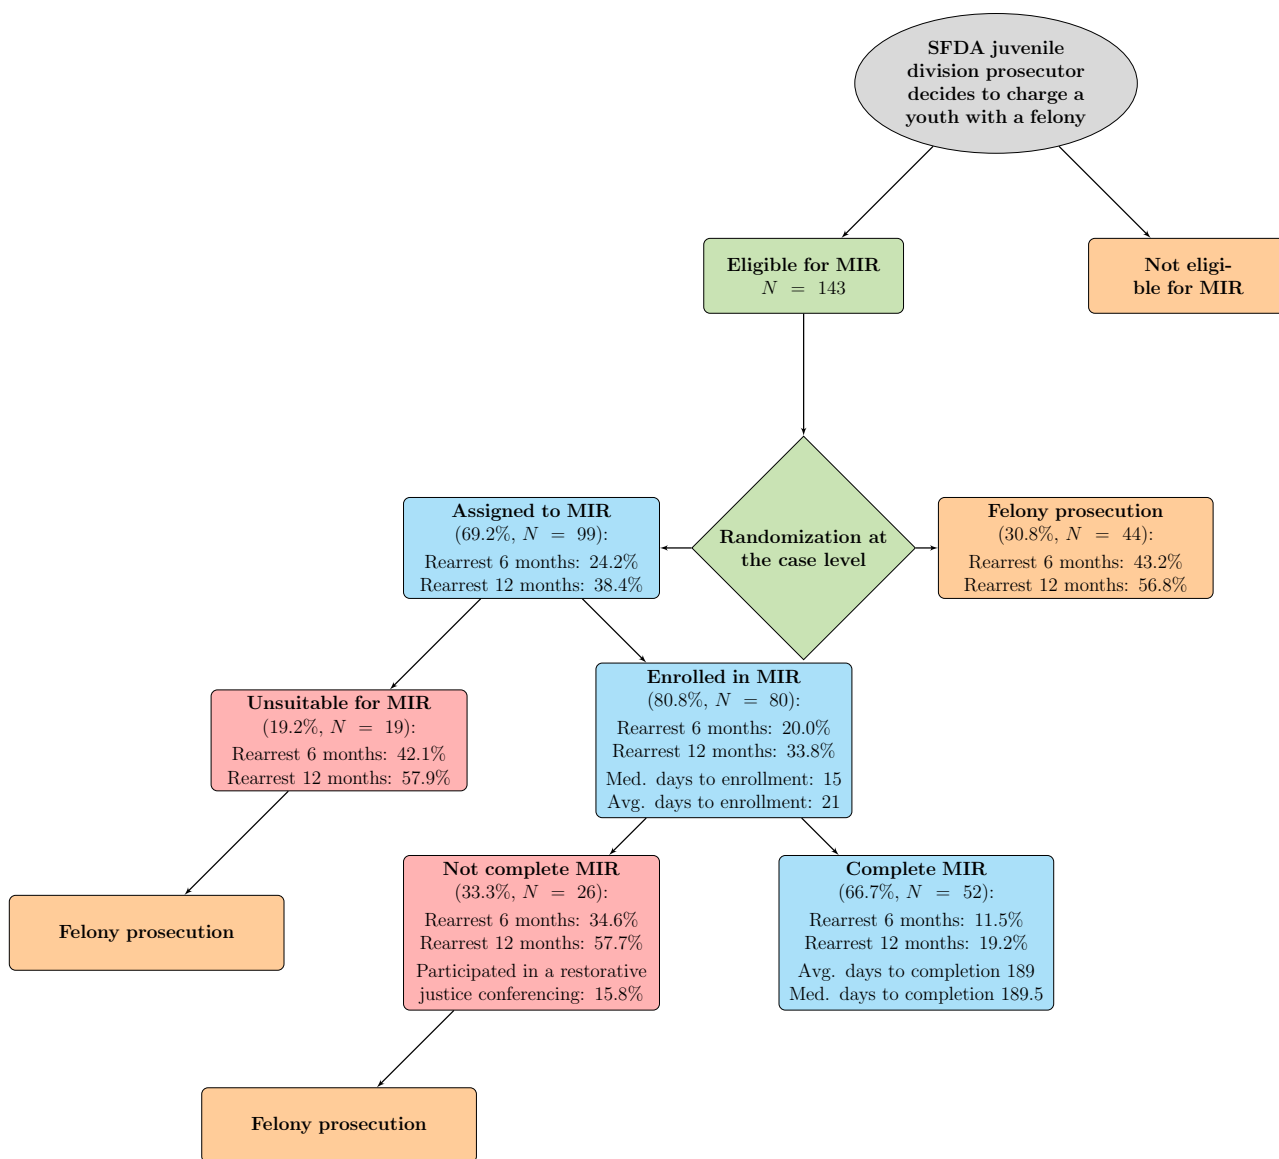 SFDA juvenile
division prosecutor
decides to charge a
youth with a felony
Eligible for MIR
N = 143
Not eligi-
ble for MIR
Randomization at
the case level
Assigned to MIR
(69.2%, N = 99):
Rearrest 6 months: 24.2%
Rearrest 12 months: 38.4%
Felony prosecution
(30.8%, N = 44):
Rearrest 6 months: 43.2%
Rearrest 12 months: 56.8%
Unsuitable for MIR
(19.2%, N = 19):
Rearrest 6 months: 42.1%
Rearrest 12 months: 57.9%
Enrolled in MIR
(80.8%, N = 80):
Rearrest 6 months: 20.0%
Rearrest 12 months: 33.8%
Med. days to enrollment: 15
Avg. days to enrollment: 21
Felony prosecution
Not complete MIR
(33.3%, N = 26):
Rearrest 6 months: 34.6%
Rearrest 12 months: 57.7%
Participated in a restorative
justice conferencing: 15.8%
Complete MIR
(66.7%, N = 52):
Rearrest 6 months: 11.5%
Rearrest 12 months: 19.2%
Avg. days to completion 189
Med. days to completion 189.5
Felony prosecution